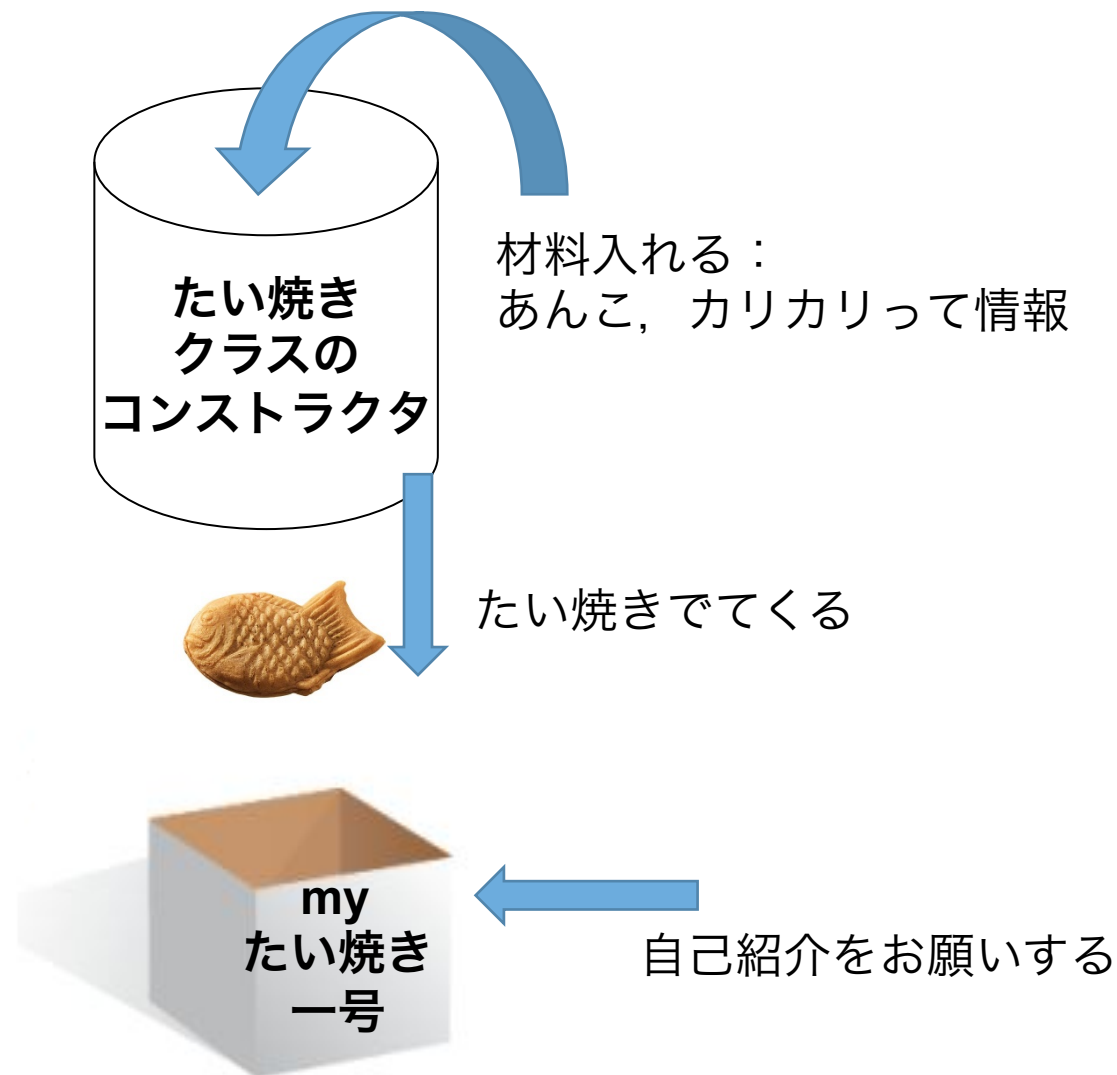 材料入れる：
あんこ，カリカリって情報
たい焼き
クラスの
コンストラクタ
たい焼きでてくる
my
たい焼き
一号
自己紹介をお願いする